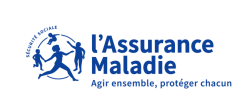 SÉCURITÉ SOCIALE
l'Assurance
Maladie
Agir ensemble, protéger chacun